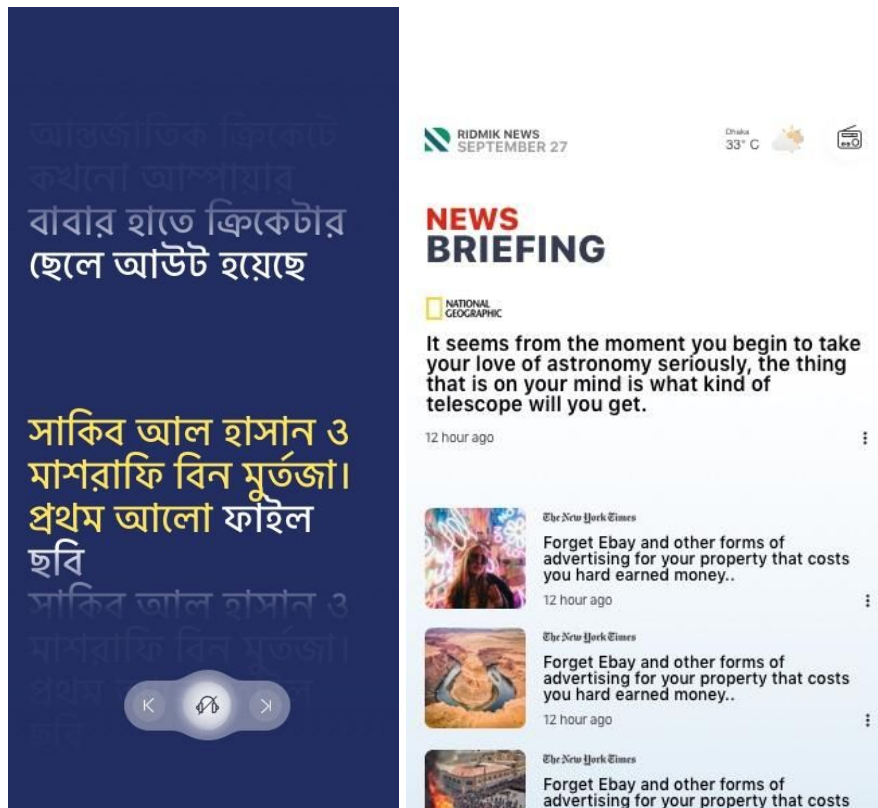 আন্তর্জাতিক ক্রিকেটে
কখনো আম্পায়ার
বাবার হাতে ক্রিকেটার
ছেলে আউট হয়েছে
সাকিব আল হাসান ও
মাশরাফি বিন মুর্তজা।
প্রথম আলো ফাইল
ছবি
সাকিব আল হাসান ও
মাশরাফি বিন মুর্তজা।
প্রথম
ছবি
RIDMIK NEWS
SEPTEMBER 27
Dhaka
33° C
NEWS
BRIEFING
NATIONAL
GEOGRAPHIC
It seems from the moment you begin to take
your love of astronomy seriously, the thing
that is on your mind is what kind of
telescope will you get.
12 hour ago
The New York Times
Forget Ebay and other forms of
advertising for your property that costs
you hard earned money..
12 hour ago
The New York Times
Forget Ebay and other forms of
advertising for your property that costs
you hard earned money..
12 hour ago
The New York Times
Forget Ebay and other forms of
advertising for your property that costs